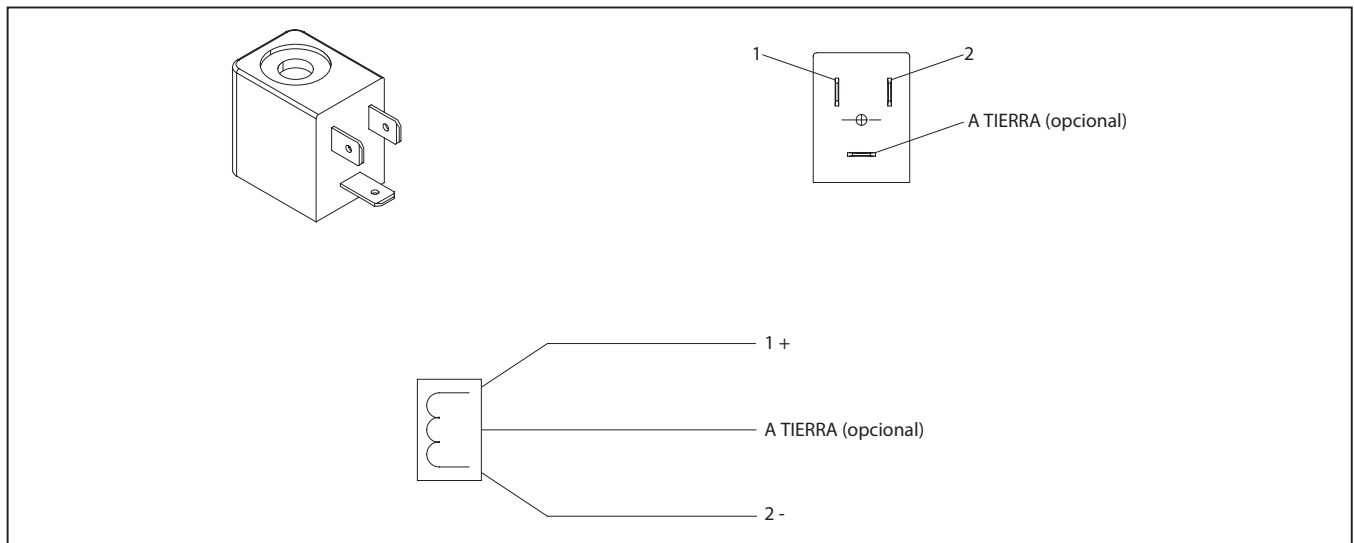 1
2
A TIERRA (opcional)
1 +
A TIERRA (opcional)
2 -